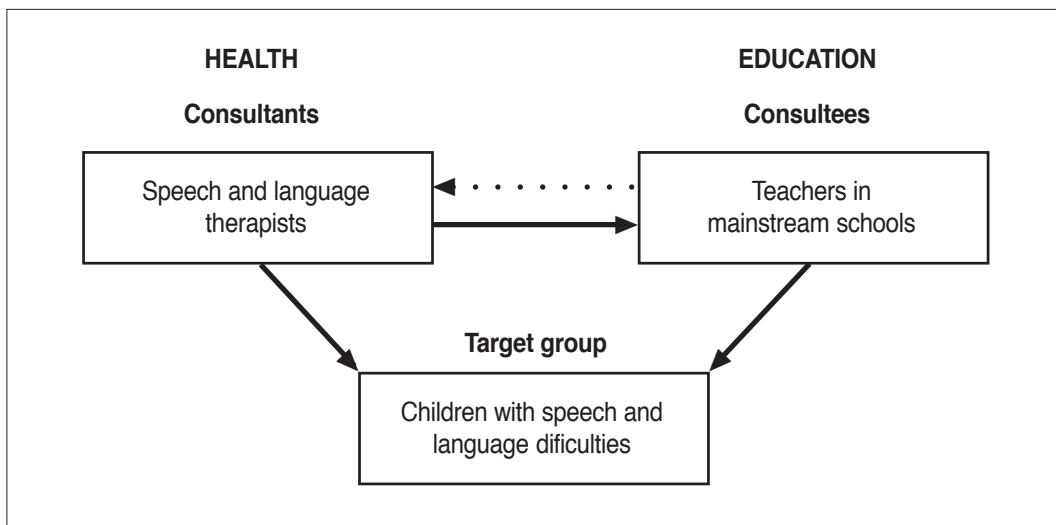 HEALTH
EDUCATION
Consultants
Consultees
Speech and language
therapists
Teachers in
mainstream schools
Target group
Children with speech and
language dificulties